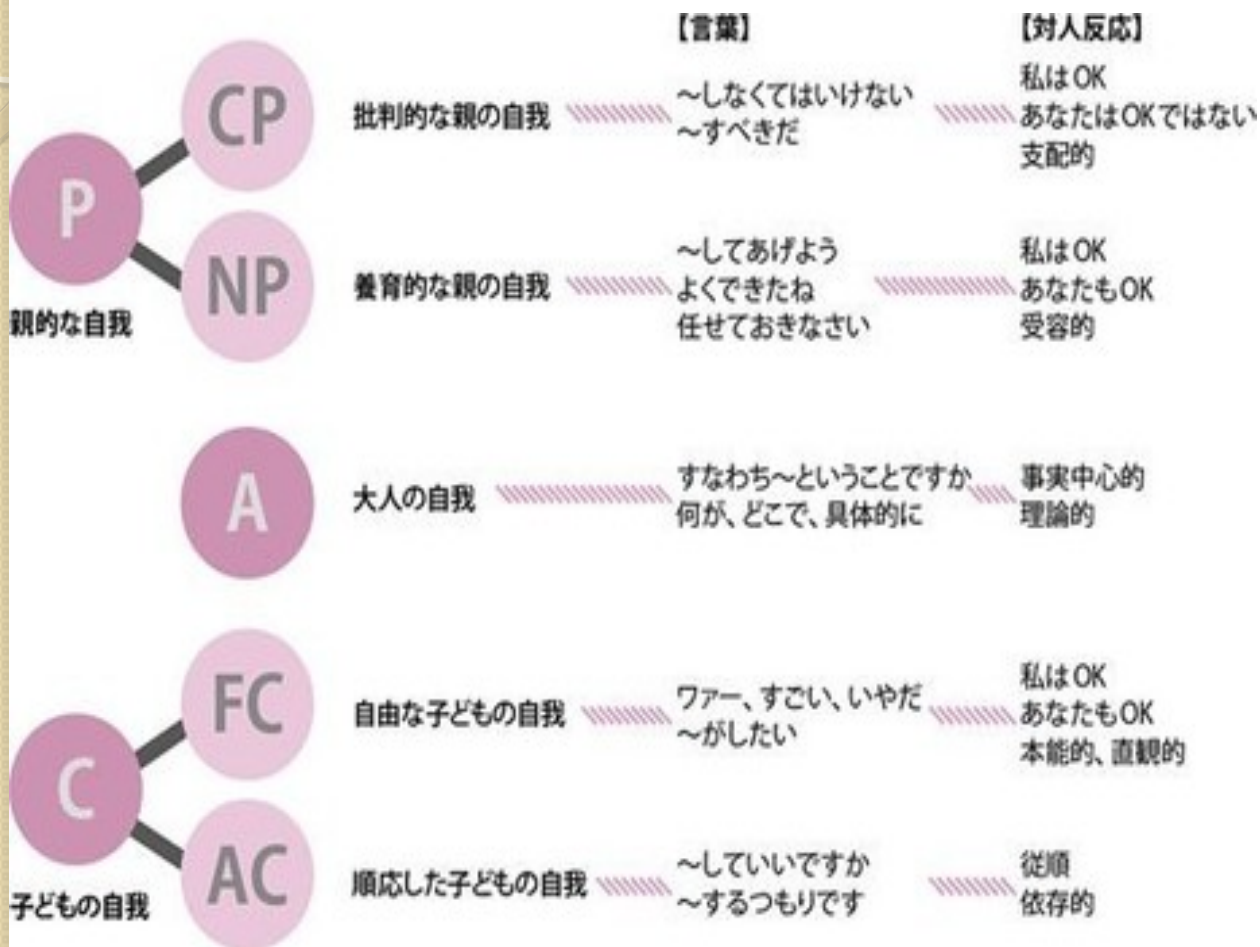 【言葉】 【対人反応】
CP
批判的な親の自我
～しなくてはいけない
～すべきだ
私はOK
あなたはOKではない
支配的
P
親的な自我
NP
養育的な親の自我
～してあげよう
よくできたね
任せておきなさい
私はOK
あなたもOK
受容的
A
大人の自我
すなわち～ということですか
何が、どこで、具体的に
事実中心的
理論的
FC
自由な子どもの自我
ワァー、すごい、いやだ
～がしたい
私はOK
あなたもOK
本能的、直観的
C
子どもの自我
AC
順応した子どもの自我
～していいですか
～するつもりです
従順
依存的